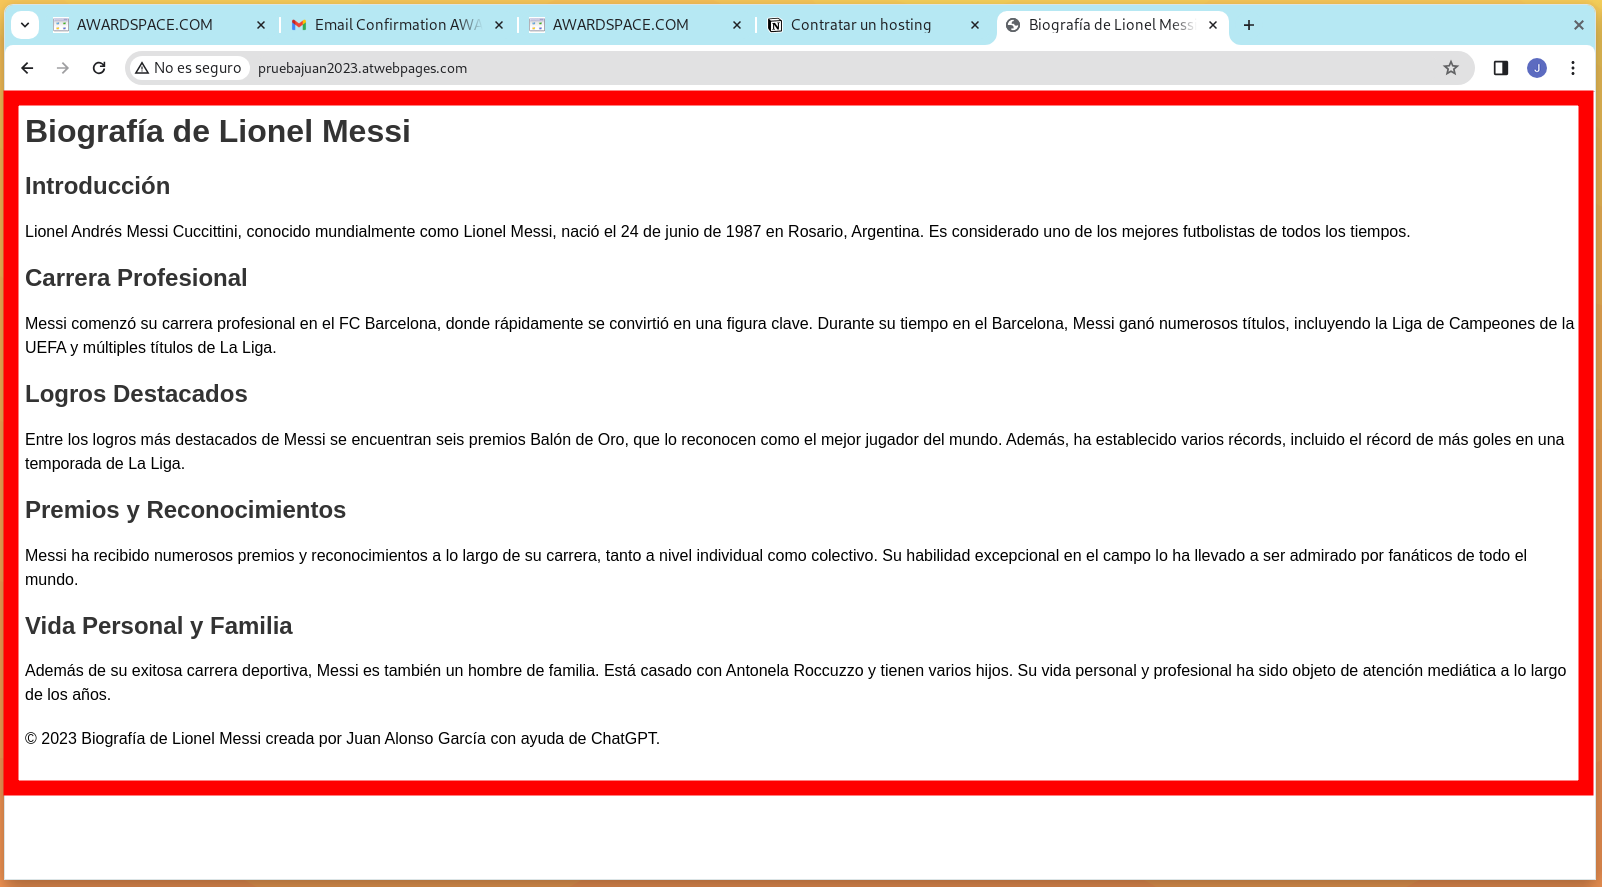 AWARDSPACE.COM
Email Confirmation AWA
AWARDSPACE.COM
Contratar un hosting
Biografía de Lionel Mess
No es seguro
pruebajuan2023.atwebpages.com
J
Biografía de Lionel Messi
Introducción
Lionel Andrés Messi Cuccittini, conocido mundialmente como Lionel Messi, nació el 24 de junio de 1987 en Rosario, Argentina. Es considerado uno de los mejores futbolistas de todos los tiempos.
Carrera Profesional
Messi comenzó su carrera profesional en el FC Barcelona, donde rápidamente se convirtió en una figura clave. Durante su tiempo en el Barcelona, Messi ganó numerosos títulos, incluyendo la Liga de Campeones de la
UEFA y múltiples títulos de La Liga.
Logros Destacados
Entre los logros más destacados de Messi se encuentran seis premios Balón de Oro, que lo reconocen como el mejor jugador del mundo. Además, ha establecido varios récords, incluido el récord de más goles en una
temporada de La Liga.
Premios y Reconocimientos
Messi ha recibido numerosos premios y reconocimientos a lo largo de su carrera, tanto a nivel individual como colectivo. Su habilidad excepcional en el campo lo ha llevado a ser admirado por fanáticos de todo el
mundo.
Vida Personal y Familia
Además de su exitosa carrera deportiva, Messi es también un hombre de familia. Está casado con Antonela Roccuzzo y tienen varios hijos. Su vida personal y profesional ha sido objeto de atención mediática a lo largo
de los años.
© 2023 Biografía de Lionel Messi creada por Juan Alonso García con ayuda de ChatGPT.